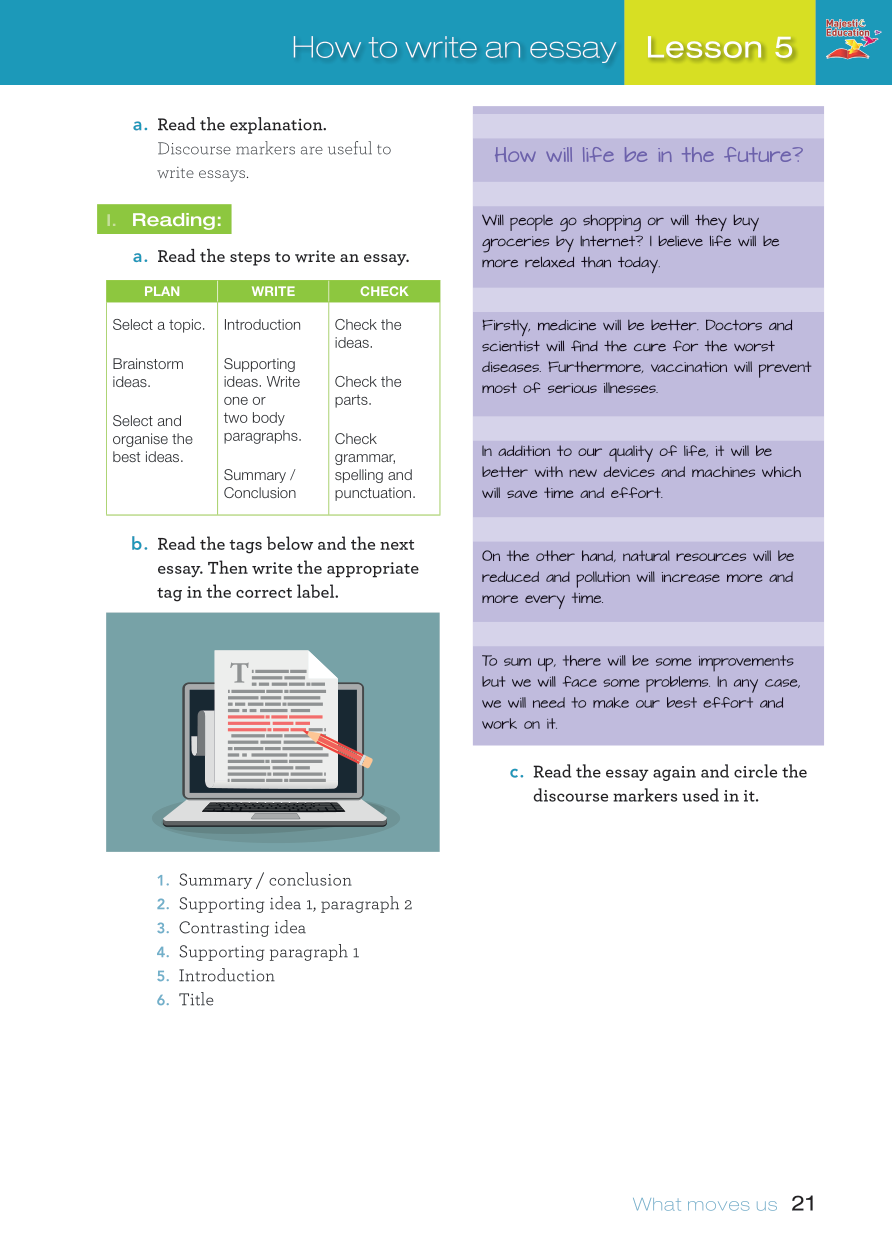 How to write an essay
Lesson 5
Majestic
Education
a. Read the explanation.
Discourse markers are useful to
write essays.
I. Reading:
a. Read the steps to write an essay.
PLAN
Select a topic.
Brainstorm
ideas.
Select and
organise the
best ideas.
WRITE
Introduction
Supporting
ideas. Write
one or
two body
paragraphs.
Summary /
Conclusion
CHECK
Check the
ideas.
Check the
parts.
Check
grammar,
spelling and
punctuation.
b. Read the tags below and the next
essay. Then write the appropriate
tag in the correct label.
T
1. Summary / conclusion
2. Supporting idea 1, paragraph 2
3. Contrasting idea
4. Supporting paragraph 1
5. Introduction
6. Title
How will life be in the future?
Will people go shopping or will they buy
groceries by Internet? I believe life will be
more relaxed than today.
Firstly, medicine will be better. Doctors and
scientist will find the cure for the worst
diseases. Furthermore, vaccination will prevent
most of serious illnesses.
In addition to our quality of life, it will be
better with new devices and machines which
will save time and effort.
On the other hand, natural resources will be
reduced and pollution will increase more and
more every time.
To sum up, there will be some improvements
but we will face some problems. In any case,
we will need to make our best effort and
work on it.
c. Read the essay again and circle the
discourse markers used in it.
What moves us 21